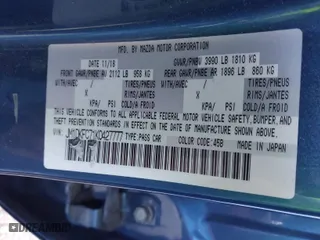 MFD BY MAZDA MOTOR CORPORATION
DATE 11/18
GVWR/PNBV 3990 LB 1810 KG
FRONT GAWR/PNBE AV 2112 LB 958 KG
REAR GAWR/PNBE AR 1896 LB 860 KG
WITH/AVEC TIRES/PNEUS
WITH/AVEC TIRES/PNEUS
X RIMS/JANTES
X RIMS/JANTES
KPA/ PSI COLD/A FROID
KPA/ PSI COLD/A FROID
THIS VEHICLE CONFORMS TO ALL APPLICABLE FEDERAL MOTOR VEHICLE SAFETY, BUMPER, AND THEFT PREVENTION STANDARDS IN EFFECT ON THE DATE OF MANUFACTURE SHOWN ABOVE.
TYPE: PASS CAR
COLOR CODE: 45B
MADE IN JAPAN